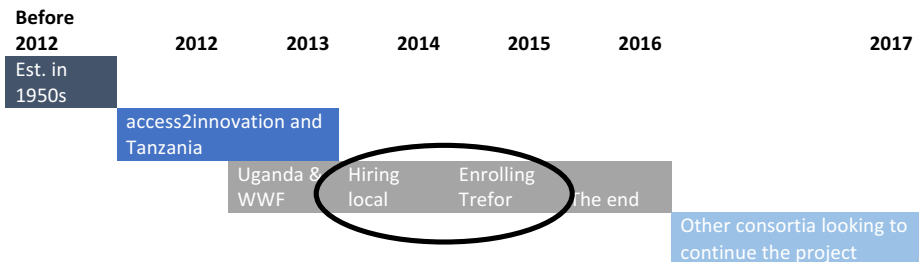 Before
2012 2012 2013 2014 2015 2016 2017
Est. in
1950s
access2innovation and
Tanzania
Uganda & Hiring Enrolling
WWF local Trefor The end
Other consortia looking to
continue the project